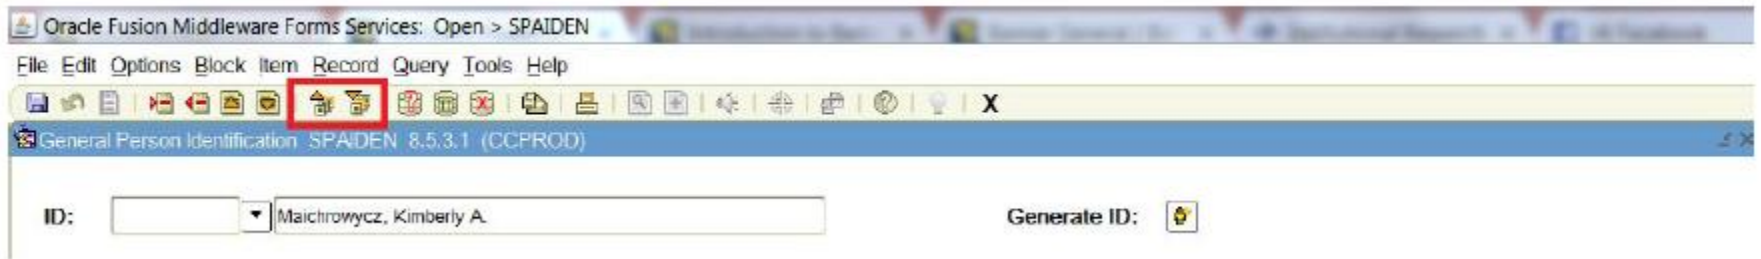 Oracle Fusion Middleware Forms Services: Open > SPAIDEN
File Edit Options Block Item Record Query Tools Help
X
General Person Identification SPAIDEN 8.5.3.1 (CCPROD)
ID: Maichrowycz, Kimberly A. Generate ID: